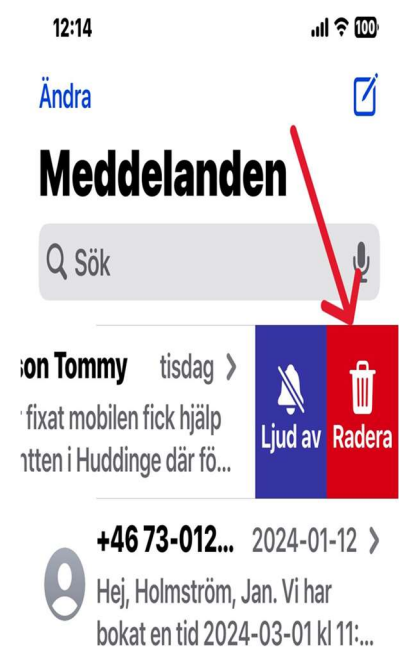 12:14
100
Ändra
Meddelanden
Sök
son Tommy tisdag
fixat mobilen fick hjälp
Ljud av Radera
tten i Huddinge där fö...
+46 73-012... 2024-01-12
Hej, Holmström, Jan. Vi har
bokat en tid 2024-03-01 kl 11:...